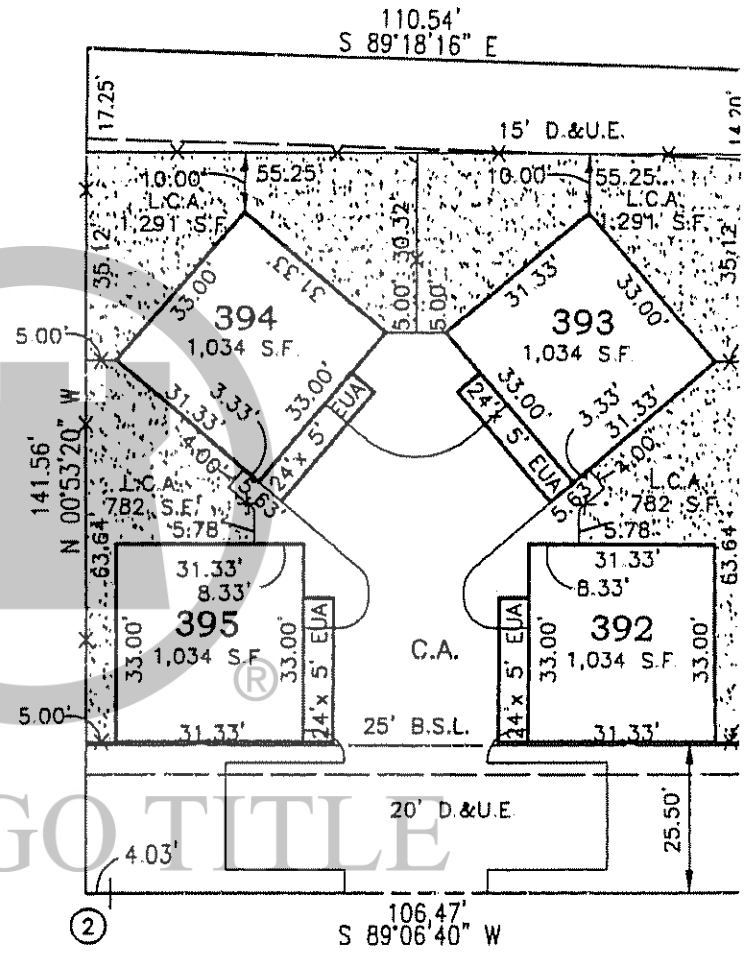 110.54'
S 89°18'16" E
17.25'
14.20'
15' D.&U.E.
10.00'
55.25'
L.C.A.
1,291 S.F.
10.00'
55.25'
L.C.A.
1,291 S.F.
35.12
30.32
35.12
33.00
31.33'
394
1,034 S.F.
5.00'
5.00'
31.33'
33.00'
393
1,034 S.F.
5.00'
31.33'
3.33'
33.00'
24' x 5' EUA
4.00'
5.63'
33.00'
24' x 5' EUA
3.33'
31.33'
4.00'
5.63'
141.56'
N 00°53'20" W
63.64
L.C.A.
782 S.F.
5.78'
L.C.A.
782 S.F.
5.78'
63.64
31.33'
8.33'
395
1,034 S.F.
33.00'
33.00'
24' x 5' EUA
31.33'
8.33'
392
1,034 S.F.
33.00'
33.00'
24' x 5' EUA
C.A.
®
5.00'
31.33'
25' B.S.L.
31.33'
GO TITLE
20' D.&U.E.
25.50'
4.03'
2
106.47'
S 89°06'40" W